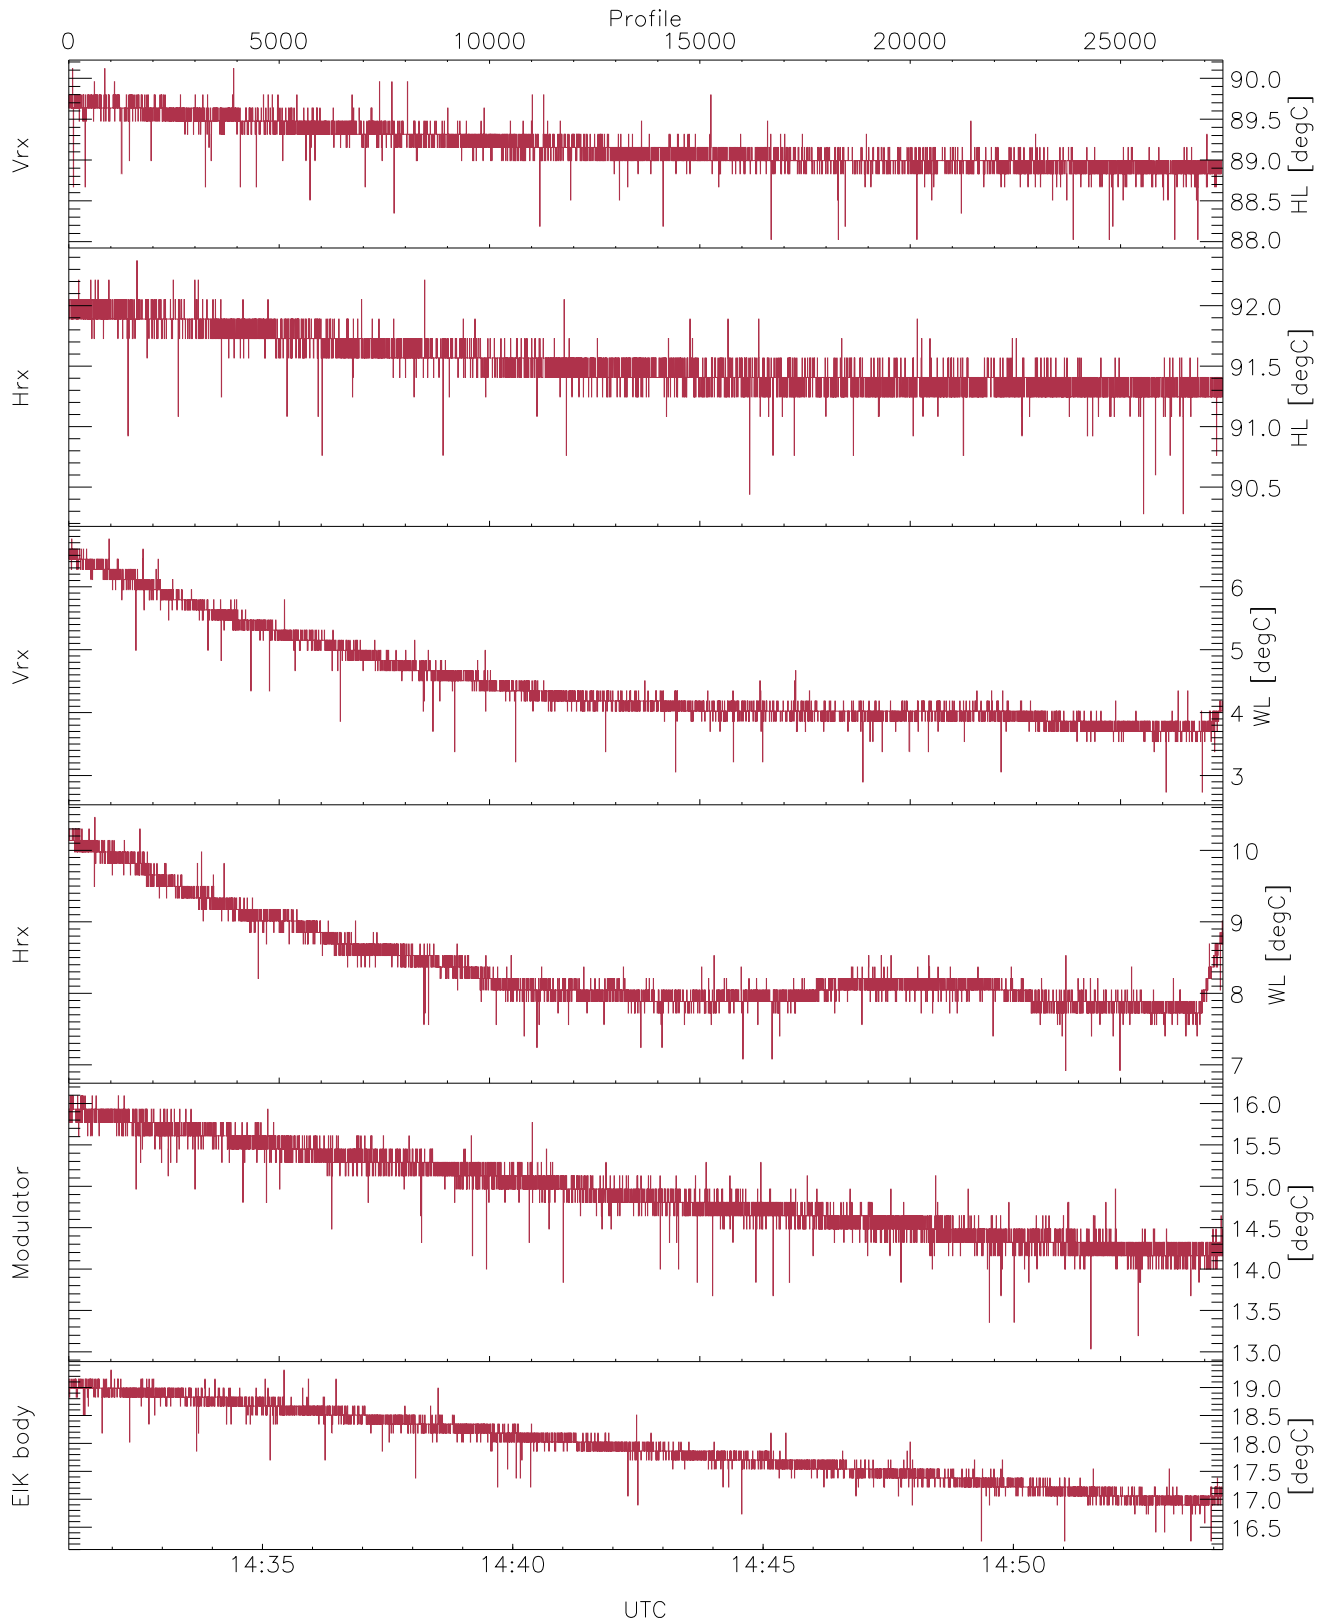 Profile
0 5000 10000 15000 20000 25000
Vrx
90.0
89.5
89.0
88.5
88.0
HL [degC]
Hrx
92.0
91.5
91.0
90.5
HL [degC]
Vrx
6
5
4
3
WL [degC]
Hrx
10
9
8
7
WL [degC]
Modulator
16.0
15.5
15.0
14.5
14.0
13.5
13.0
[degC]
EIK body
19.0
18.5
18.0
17.5
17.0
16.5
[degC]
14:35 14:40 14:45 14:50
UTC